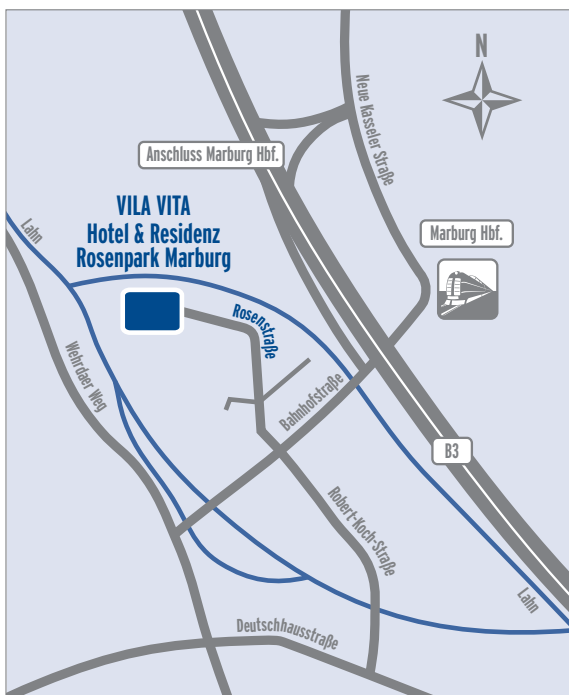 N
Neue Kasseler Straße
Anschluss Marburg Hbf.
VILA VITA
Hotel & Residenz
Rosenpark Marburg
Lahn
Marburg Hbf.
Rosenstraße
Wehrdaer Weg
Bahnhofstraße
B3
Robert-Koch-Straße
Lahn
Deutschhausstraße